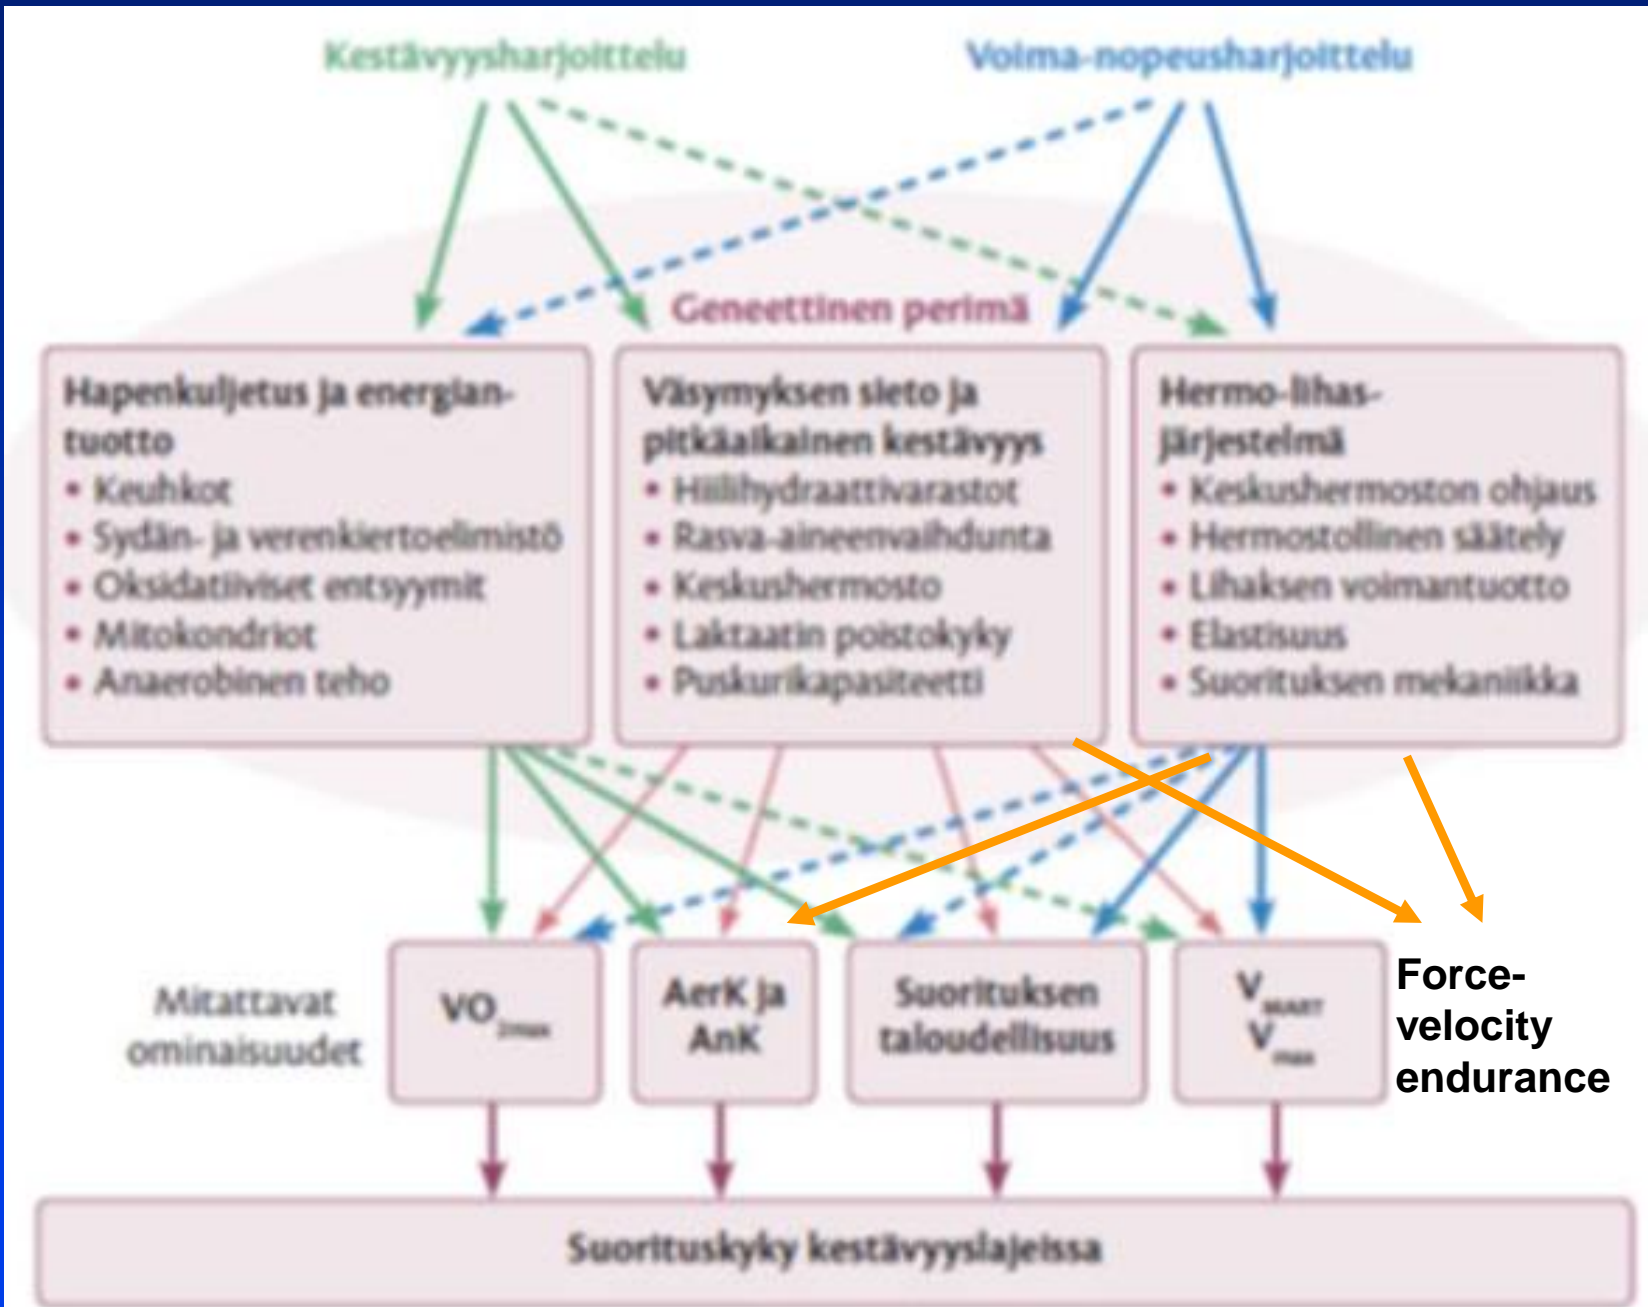 Kestävyysharjoittelu
Voima-nopeusharjoittelu
Geneettinen perimä
Hapenkuljetus ja energian-
tuotto
• Keuhkot
• Sydän- ja verenkiertoelimistö
• Oksidatiiviset entsyymit
• Mitokondriot
• Anaerobinen teho
Väsymyksen sieto ja
pitkäaikainen kestävyys
• Hiilihydraattivarastot
• Rasva-aineenvaihdunta
• Keskushermosto
• Laktaatin poistokyky
• Puskurikapasiteetti
Hermo-lihas-
järjestelmä
• Keskushermoston ohjaus
• Hermostollinen säätely
• Lihaksen voimantuotto
• Elastisuus
• Suorituksen mekaniikka
Mitattavat
ominaisuudet
VO2max
AerK ja
AnK
Suorituksen
taloudellisuus
VMART
Vmax
Force-
velocity
endurance
Suorituskyky kestävyyslajeissa